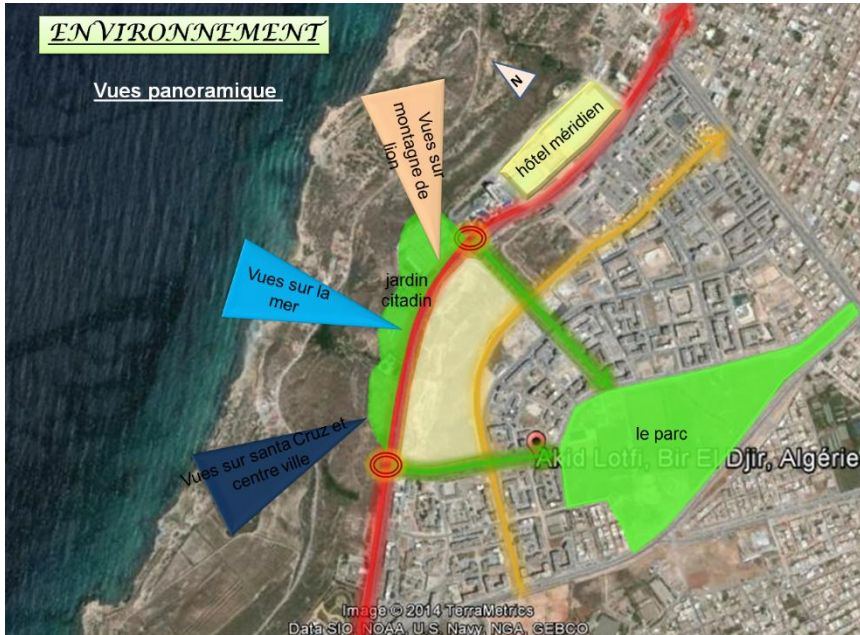 ENVIRONNEMENT
Vues panoramique
N
Vues sur
montagne de
lion
hôtel méridien
jardin
citadin
Vues sur la
mer
le parc
Vues sur santa Cruz et
centre ville
Akid Lotfi, Bir El Djir, Algérie
Image © 2014 TerraMetrics
Data SIO, NOAA, U.S. Navy, NGA, GEBCO